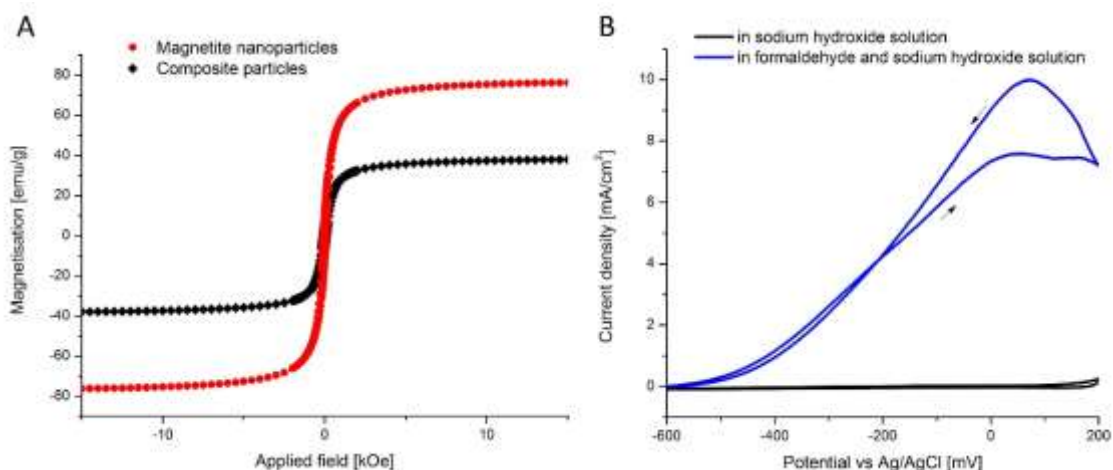 A
Magnetite nanoparticles
Composite particles
80
60
40
20
0
-20
-40
-60
-80
Magnetisation [emu/g]
-10
0
10
Applied field [kOe]
B
in sodium hydroxide solution
in formaldehyde and sodium hydroxide solution
10
8
6
4
2
0
Current density [mA/cm²]
-600
-400
-200
0
200
Potential vs Ag/AgCl [mV]